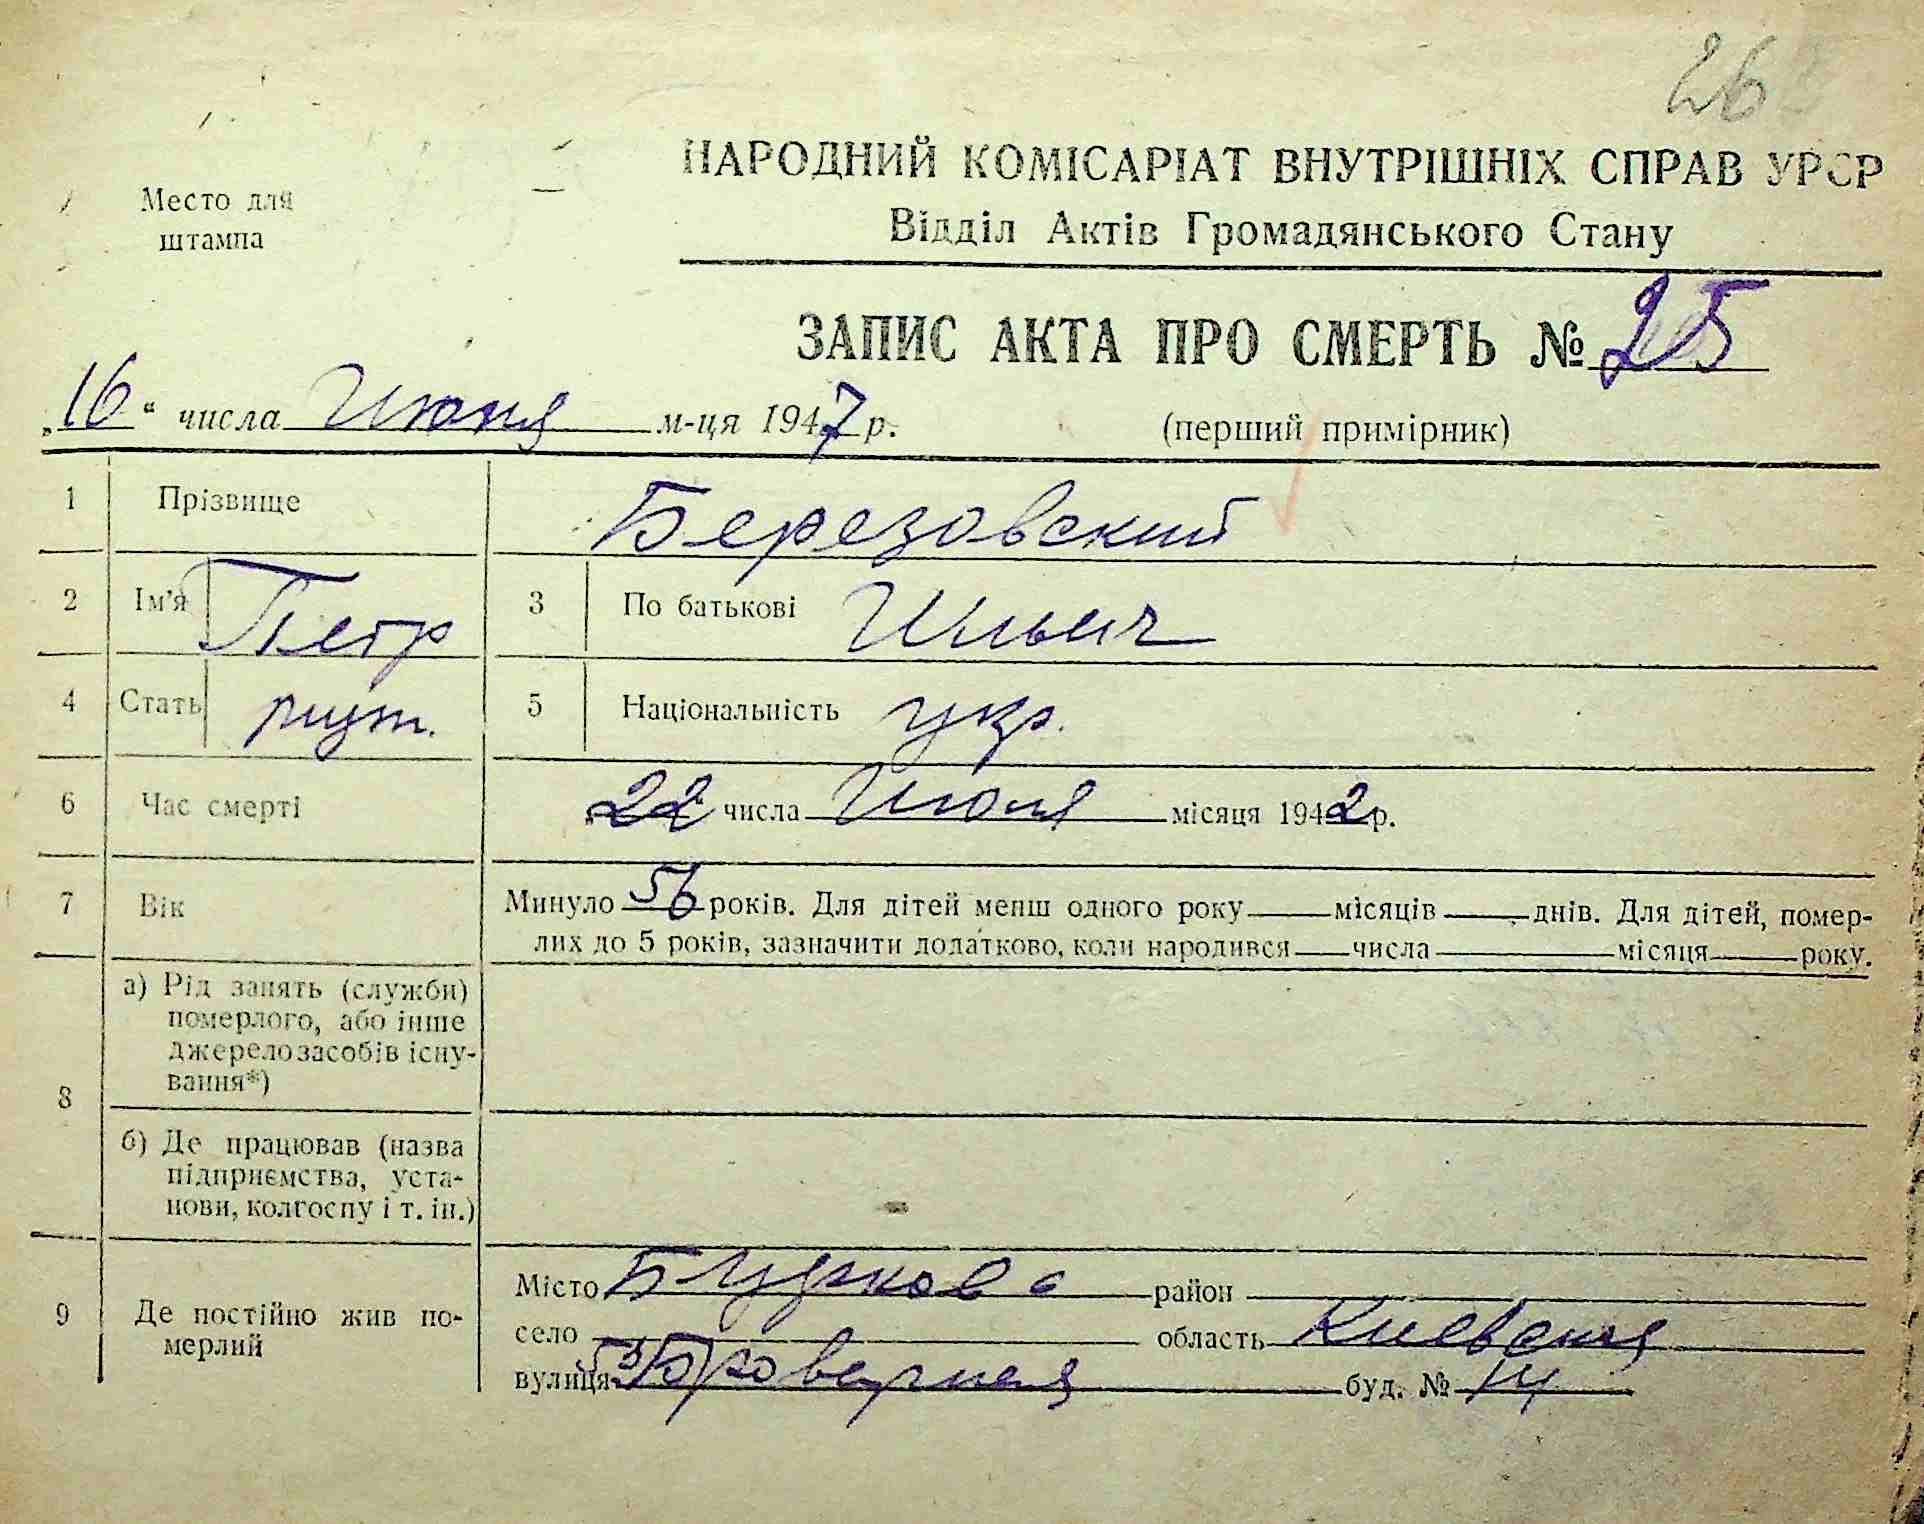 26
НАРОДНИЙ КОМІСАРІАТ ВНУТРІШНІХ СПРАВ УРСР
Место для
штампа
Відділ Актів Громадянського Стану
ЗАПИС АКТА ПРО СМЕРТЬ № 25
„16“ числа Июня м-ця 1947 р.
(перший примірник)
1 Прізвище Березовский
2 Ім'я Петр 3 По батькові Ильич
4 Стать муж. 5 Національність укр.
6 Час смерті „22 числа Июля місяця 1942 р.
7 Вік Минуло 56 років. Для дітей менш одного року місяців днів. Для дітей, помер-
лих до 5 років, зазначити додатково, коли народився числа місяця року.
8 а) Рід занять (служби)
померлого, або інше
джерело засобів існу-
вання*)
б) Де працював (назва
підприємства, уста-
нови, колгоспу і т. ін.)
9 Де постійно жив по-
мерлий
Місто район
село область Киевская
вулиця буд. № 14